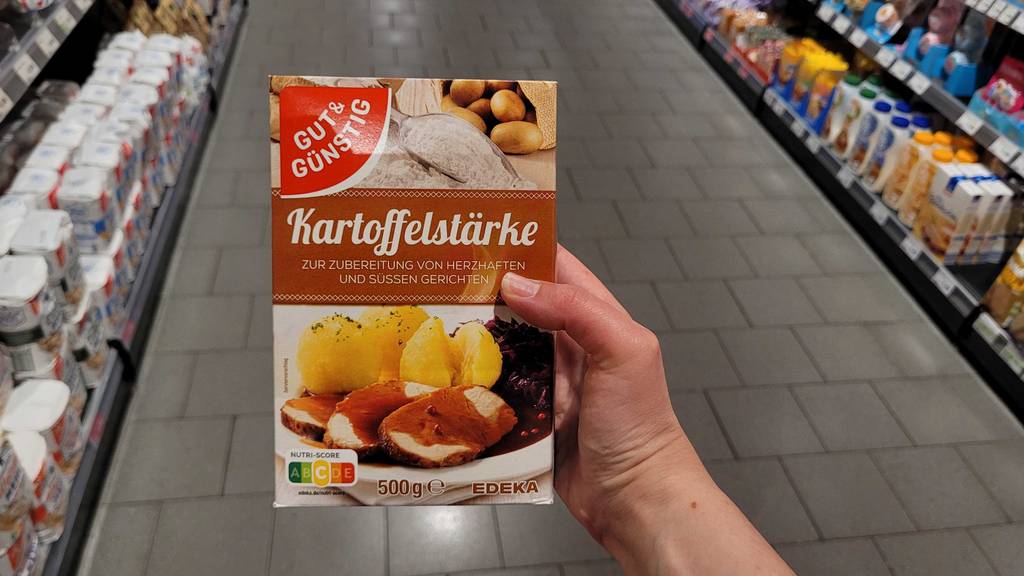 GUT&
GÜNSTIG
Kartoffelstärke
ZUR ZUBEREITUNG VON HERZHAFTEN
UND SÜSSEN GERICHTEN
NUTRI-SCORE
A B C D E
500g e EDEKA